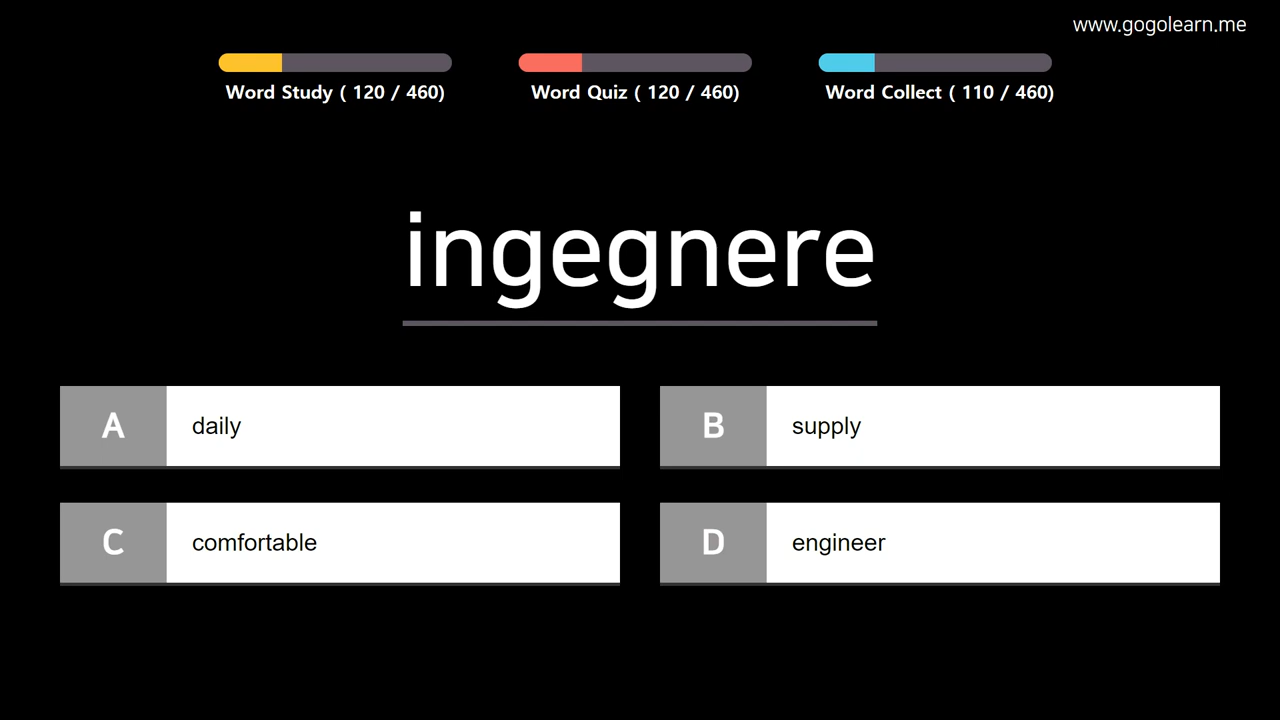 www.gogolearn.me
Word Study ( 120 / 460)
Word Quiz ( 120 / 460)
Word Collect ( 110 / 460)
ingegnere
A daily
B supply
C comfortable
D engineer